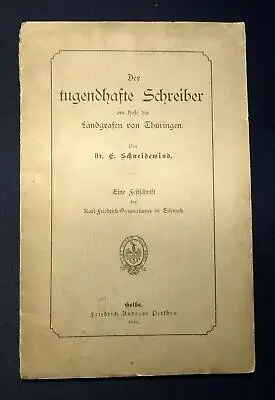 Der
tugendhafte Schreiber
am Hofe der
Landgrafen von Thüringen.
Von
Dr. E. Schneidewind.
Eine Festschrift
des
Karl-Friedrich-Gymnasiums in Eisenach.
Gotha.
Friedrich Andreas Perthes